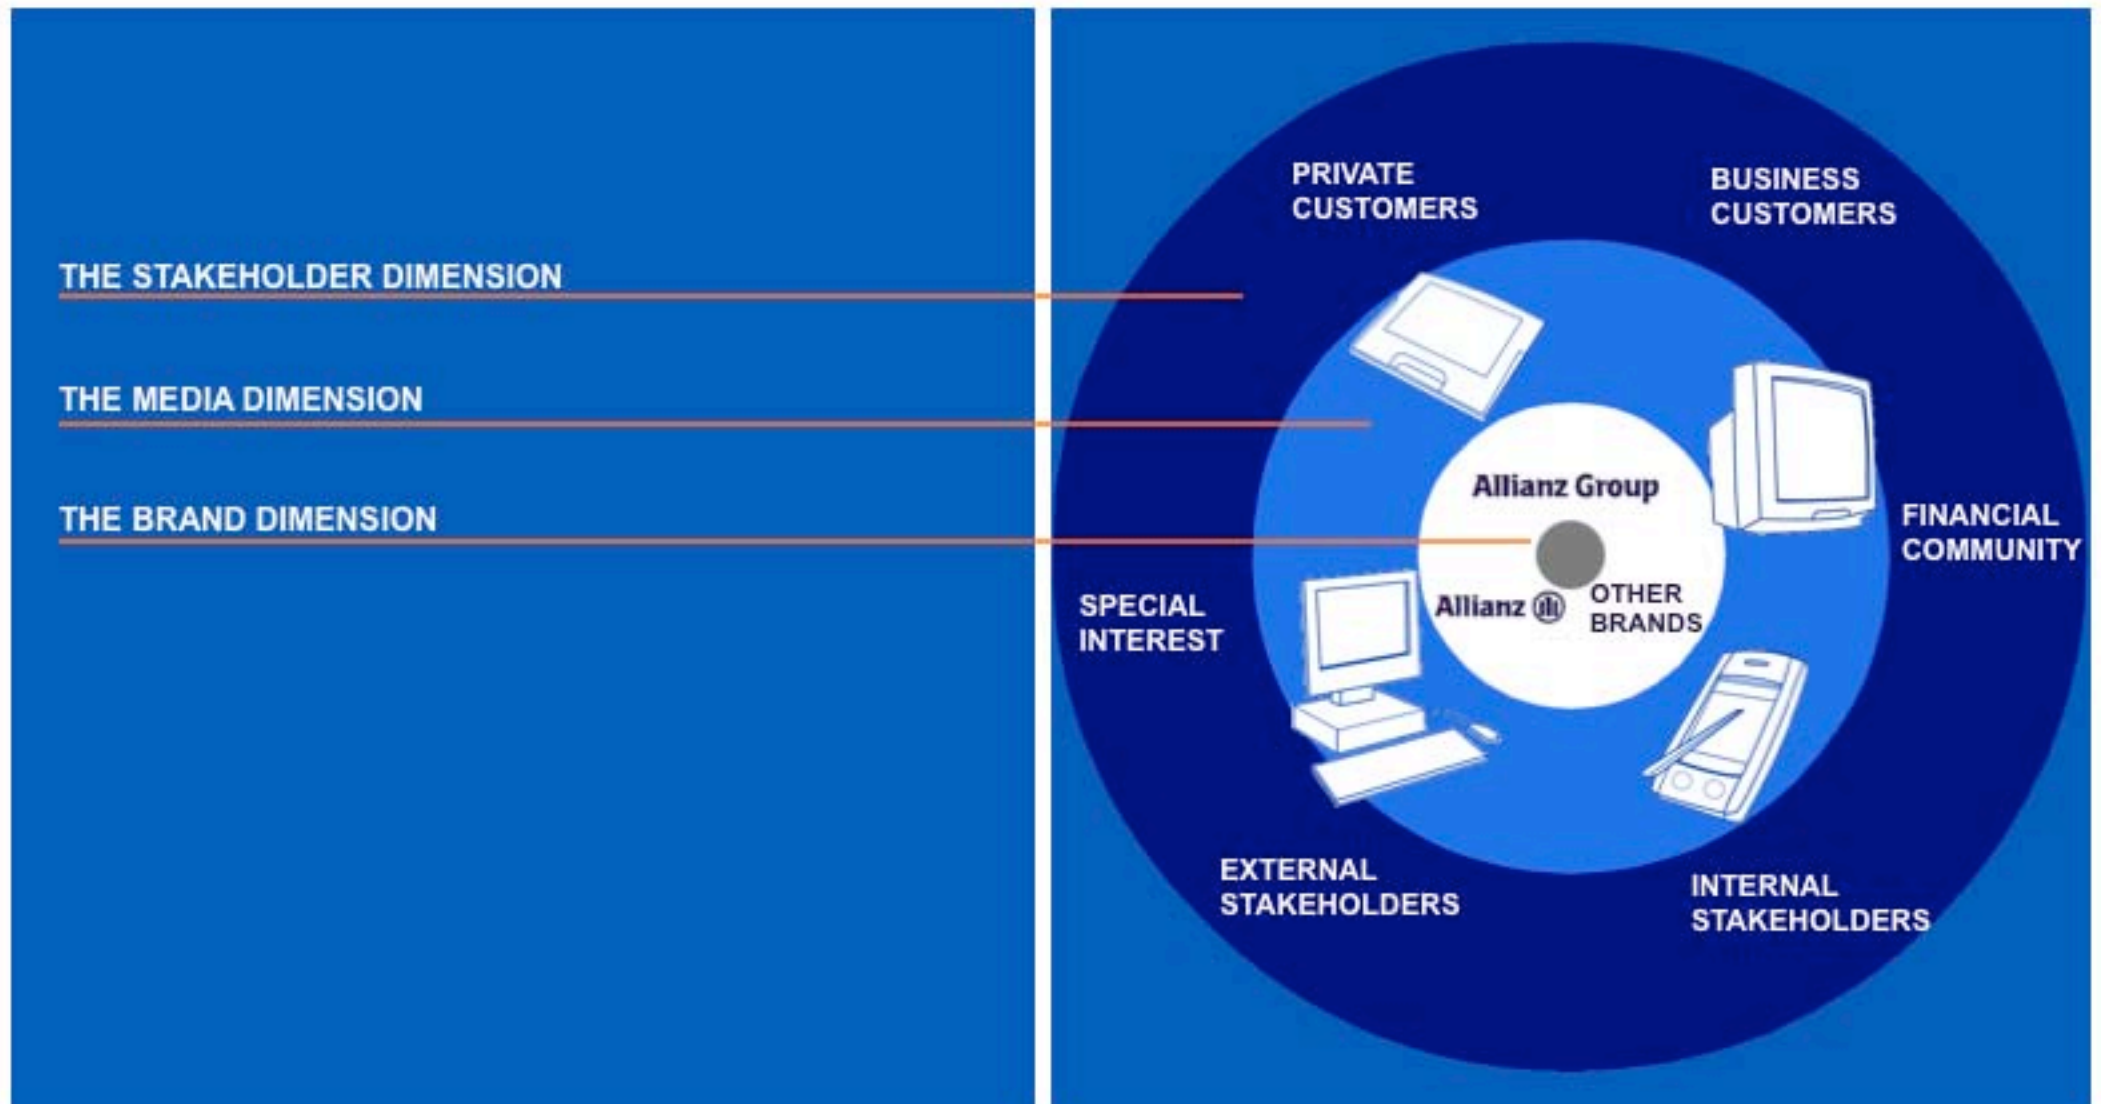 THE STAKEHOLDER DIMENSION
THE MEDIA DIMENSION
THE BRAND DIMENSION
PRIVATE
CUSTOMERS
BUSINESS
CUSTOMERS
Allianz Group
FINANCIAL
COMMUNITY
SPECIAL
INTEREST
Allianz
OTHER
BRANDS
EXTERNAL
STAKEHOLDERS
INTERNAL
STAKEHOLDERS